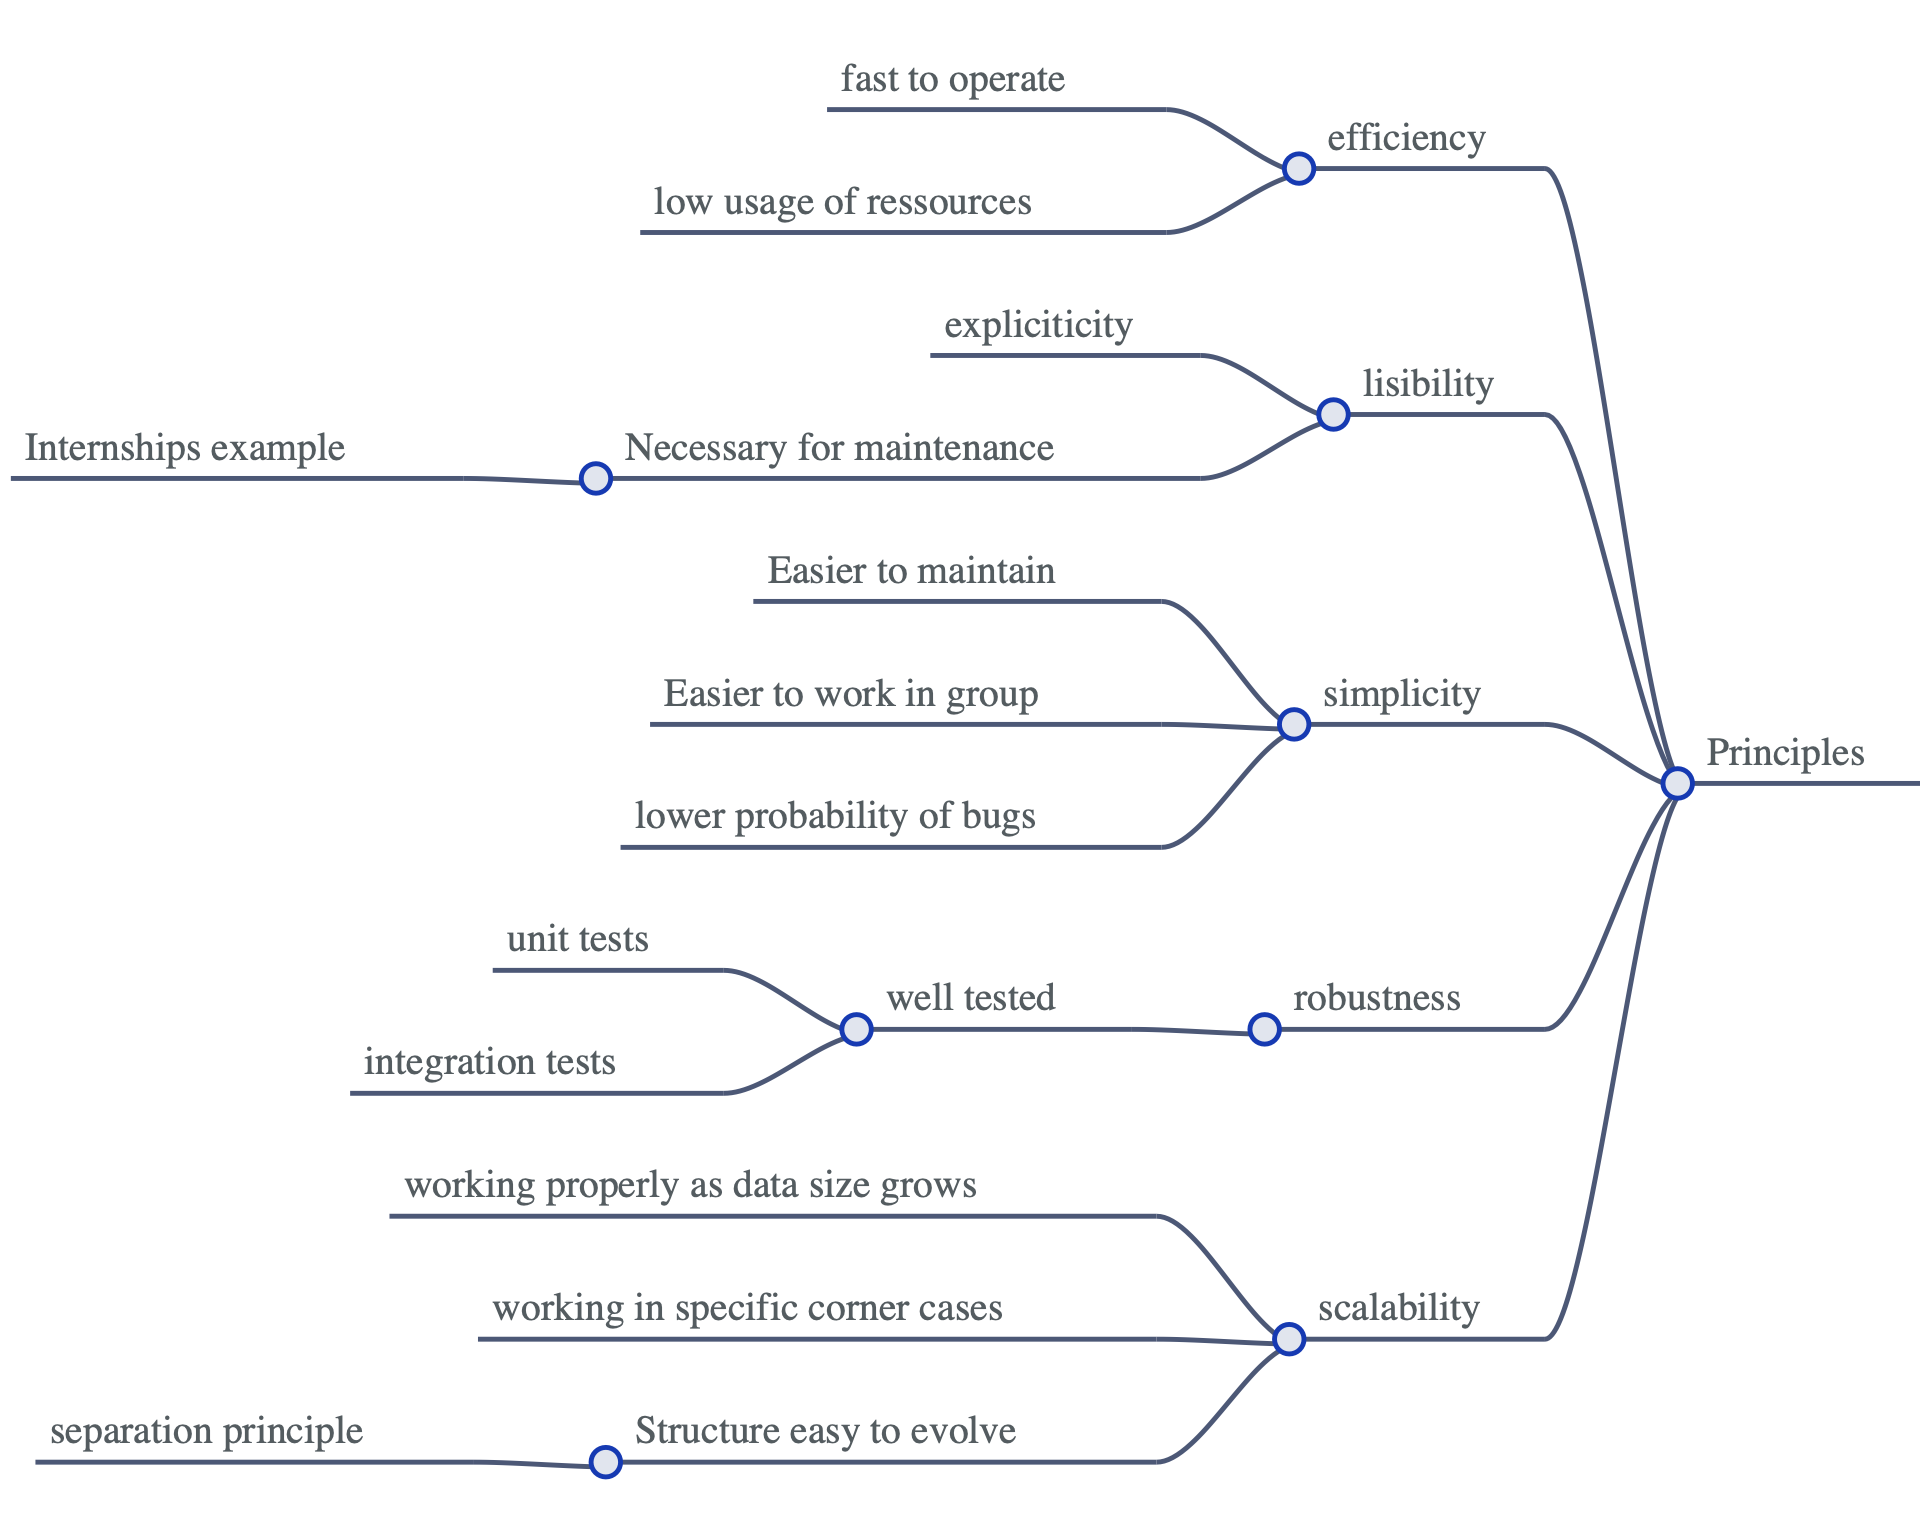 fast to operate
efficiency
low usage of ressources
expliciticity
lisibility
Internships example
Necessary for maintenance
Easier to maintain
Easier to work in group
simplicity
Principles
lower probability of bugs
unit tests
well tested
robustness
integration tests
working properly as data size grows
working in specific corner cases
scalability
separation principle
Structure easy to evolve